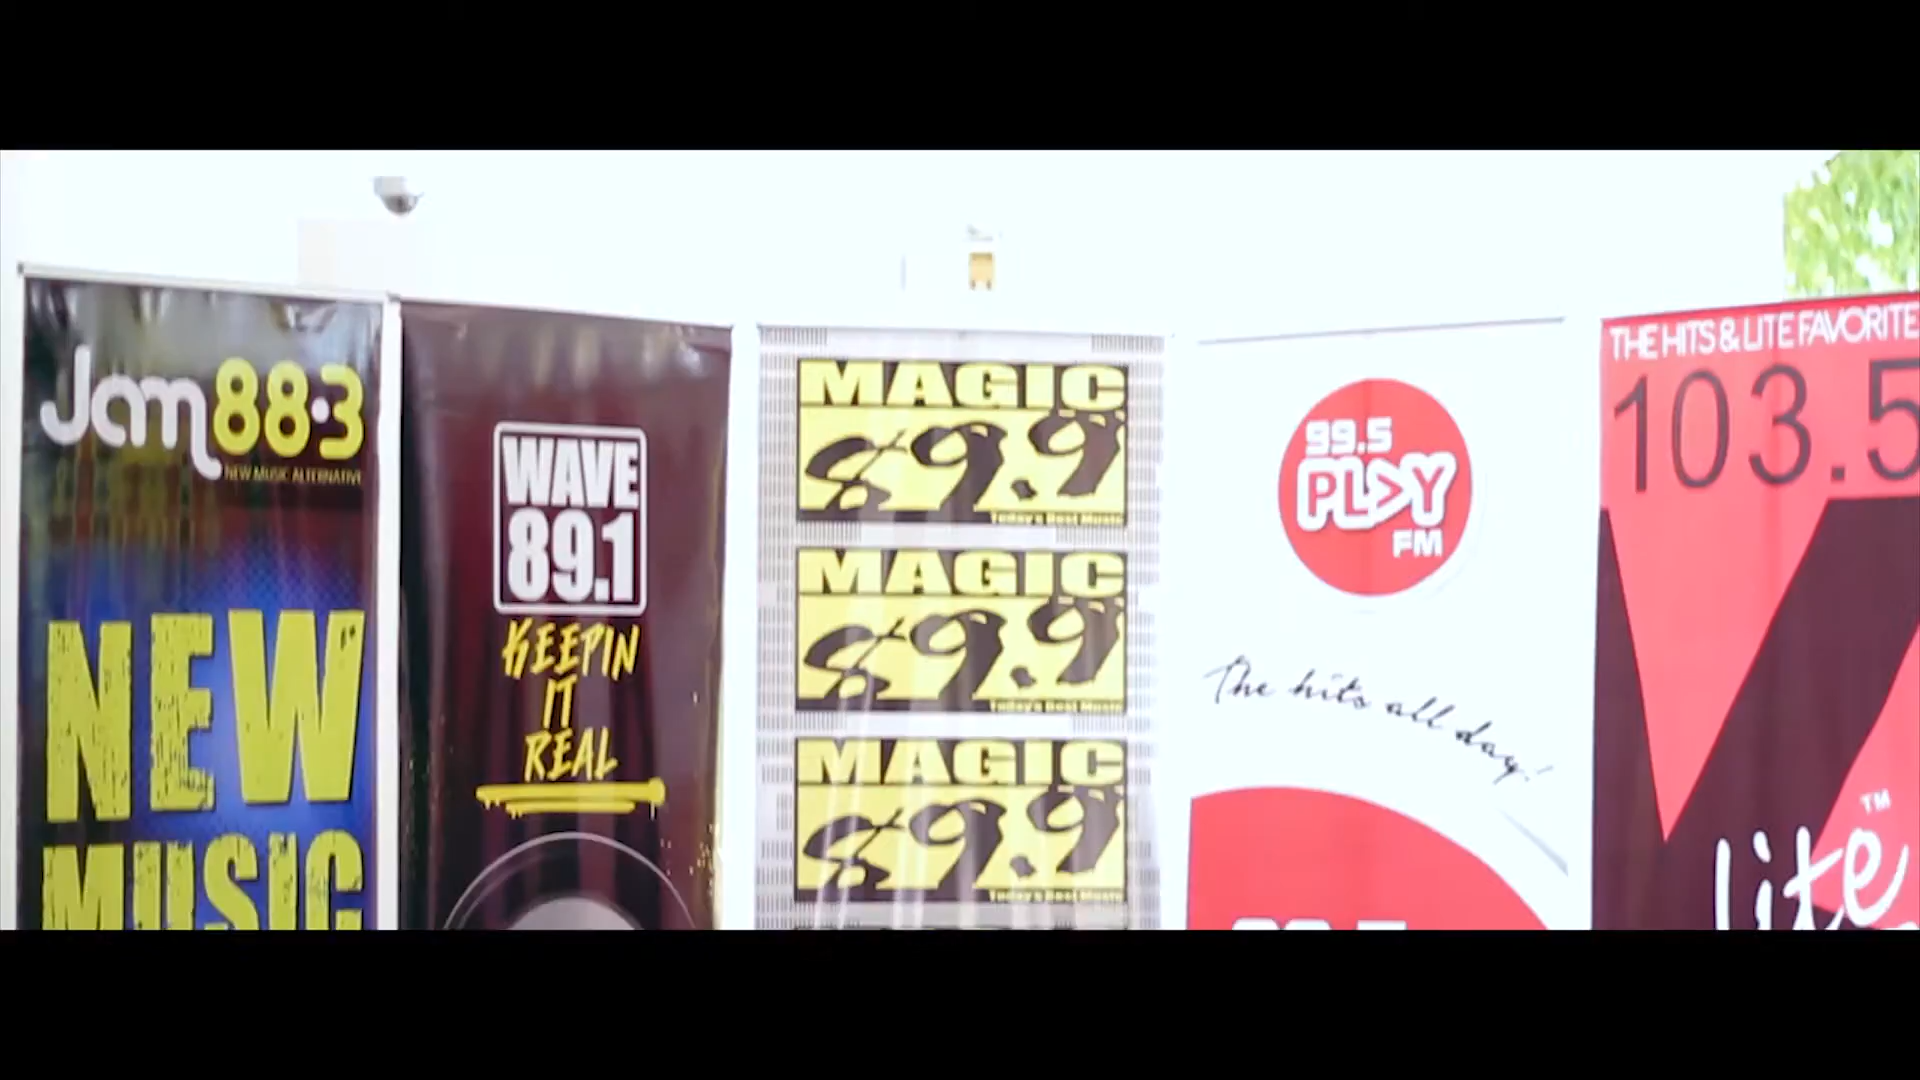 Jam88.3
NEW MUSIC ALTERNATIVE
NEW
MUSIC
WAVE
89.1
KEEPIN
IT
REAL
MAGIC
89.9
Today's Best Music
MAGIC
89.9
Today's Best Music
MAGIC
89.9
Today's Best Music
99.5
PLAY
FM
The hits all day!
THE HITS & LITE FAVORITE
103.5
lite
TM